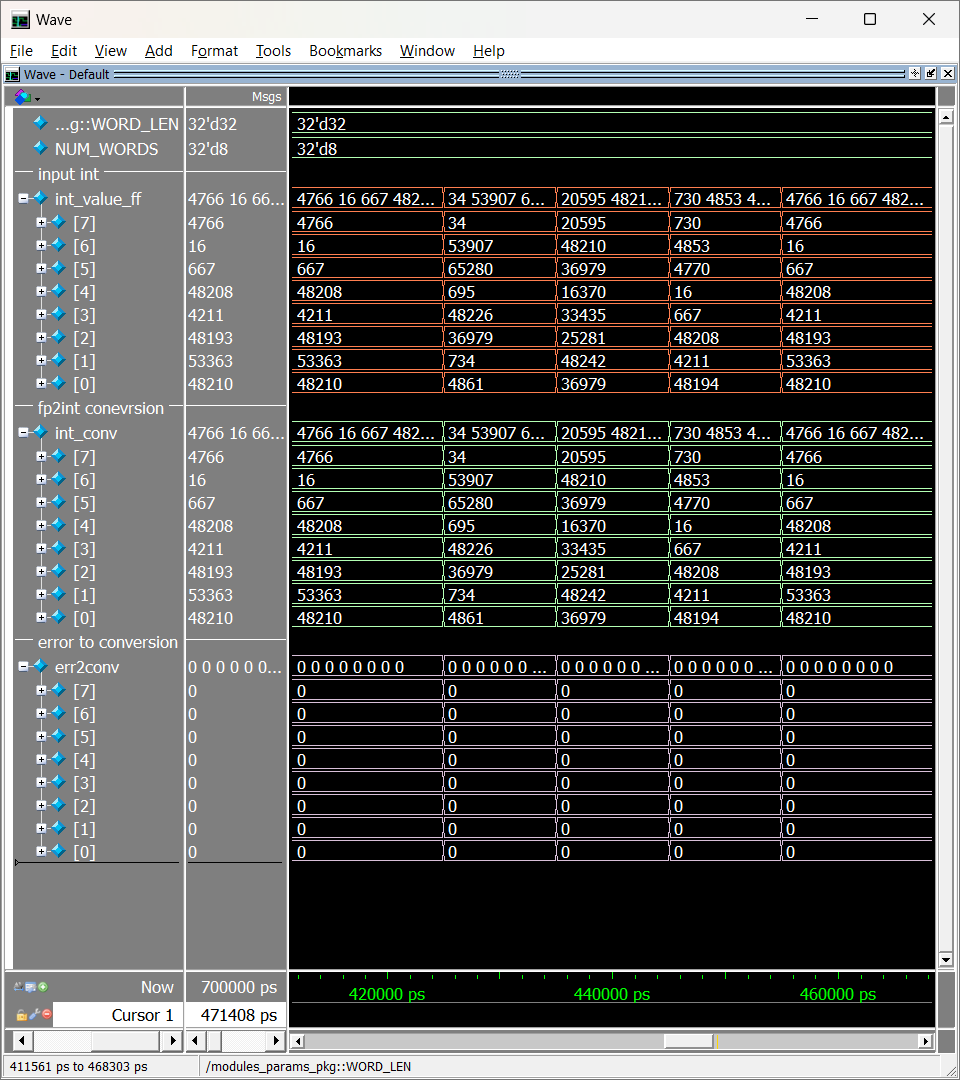 Wave
File Edit View Add Format Tools Bookmarks Window Help
Wave - Default
Msgs
...g::WORD_LEN 32'd32 32'd32
NUM_WORDS 32'd8 32'd8
input int
int_value_ff 4766 16 66... 4766 16 667 482... 34 53907 6... 20595 4821... 730 4853 4... 4766 16 667 482...
[7] 4766 4766 34 20595 730 4766
[6] 16 16 53907 48210 4853 16
[5] 667 667 65280 36979 4770 667
[4] 48208 48208 695 16370 16 48208
[3] 4211 4211 48226 33435 667 4211
[2] 48193 48193 36979 25281 48208 48193
[1] 53363 53363 734 48242 4211 53363
[0] 48210 48210 4861 36979 48194 48210
fp2int conevrsion
int_conv 4766 16 66... 4766 16 667 482... 34 53907 6... 20595 4821... 730 4853 4... 4766 16 667 482...
[7] 4766 4766 34 20595 730 4766
[6] 16 16 53907 48210 4853 16
[5] 667 667 65280 36979 4770 667
[4] 48208 48208 695 16370 16 48208
[3] 4211 4211 48226 33435 667 4211
[2] 48193 48193 36979 25281 48208 48193
[1] 53363 53363 734 48242 4211 53363
[0] 48210 48210 4861 36979 48194 48210
error to conversion
err2conv 0 0 0 0 0 0... 0 0 0 0 0 0 0 0 0 0 0 0 0 0 ... 0 0 0 0 0 0 ... 0 0 0 0 0 0 ... 0 0 0 0 0 0 0 0
[7] 0 0 0 0 0 0
[6] 0 0 0 0 0 0
[5] 0 0 0 0 0 0
[4] 0 0 0 0 0 0
[3] 0 0 0 0 0 0
[2] 0 0 0 0 0 0
[1] 0 0 0 0 0 0
[0] 0 0 0 0 0 0
Now 700000 ps 420000 ps 440000 ps 460000 ps
Cursor 1 471408 ps
411561 ps to 468303 ps /modules_params_pkg::WORD_LEN